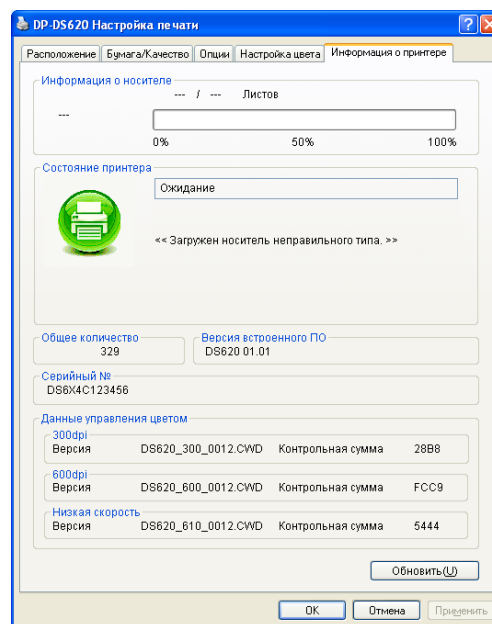 DP-DS620 Настройка печати
Расположение Бумага/Качество Опции Настройка цвета Информация о принтере
Информация о носителе
--- / --- Листов
---
0% 50% 100%
Состояние принтера
Ожидание
<< Загружен носитель неправильного типа. >>
Общее количество
329
Версия встроенного ПО
DS620 01.01
Серийный №
DS6X4C123456
Данные управления цветом
300dpi
Версия DS620_300_0012.CWD Контрольная сумма 28B8
600dpi
Версия DS620_600_0012.CWD Контрольная сумма FCC9
Низкая скорость
Версия DS620_610_0012.CWD Контрольная сумма 5444
Обновить(U)
OK Отмена Применить